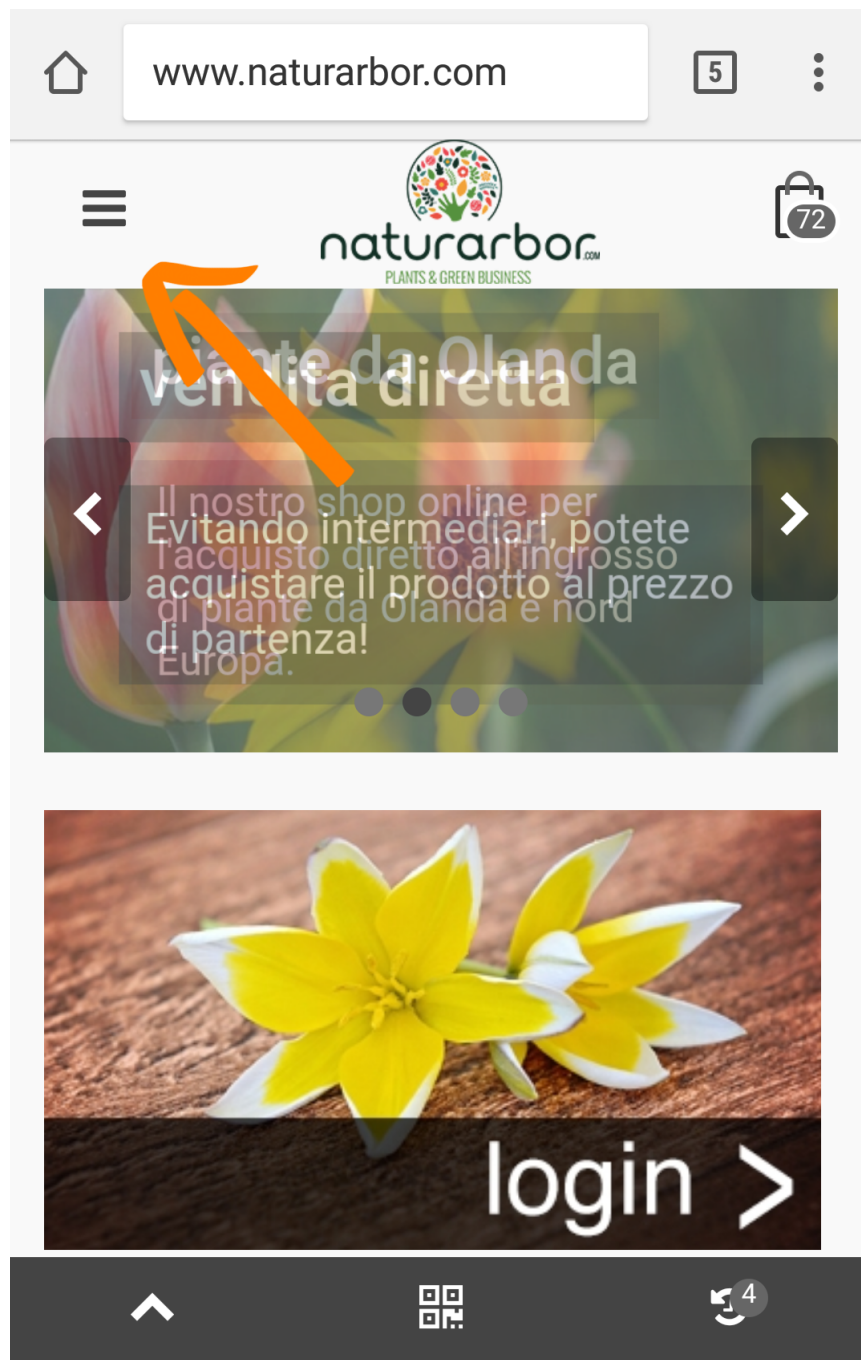 www.naturarbor.com
5
naturarbor.com
PLANTS & GREEN BUSINESS
72
piante da Olanda
vendita diretta
Il nostro shop online per
l'acquisto diretto all'ingrosso
di piante da Olanda e nord
Europa.
Evitando intermediari, potete
acquistare il prodotto al prezzo
di partenza!
login >
4